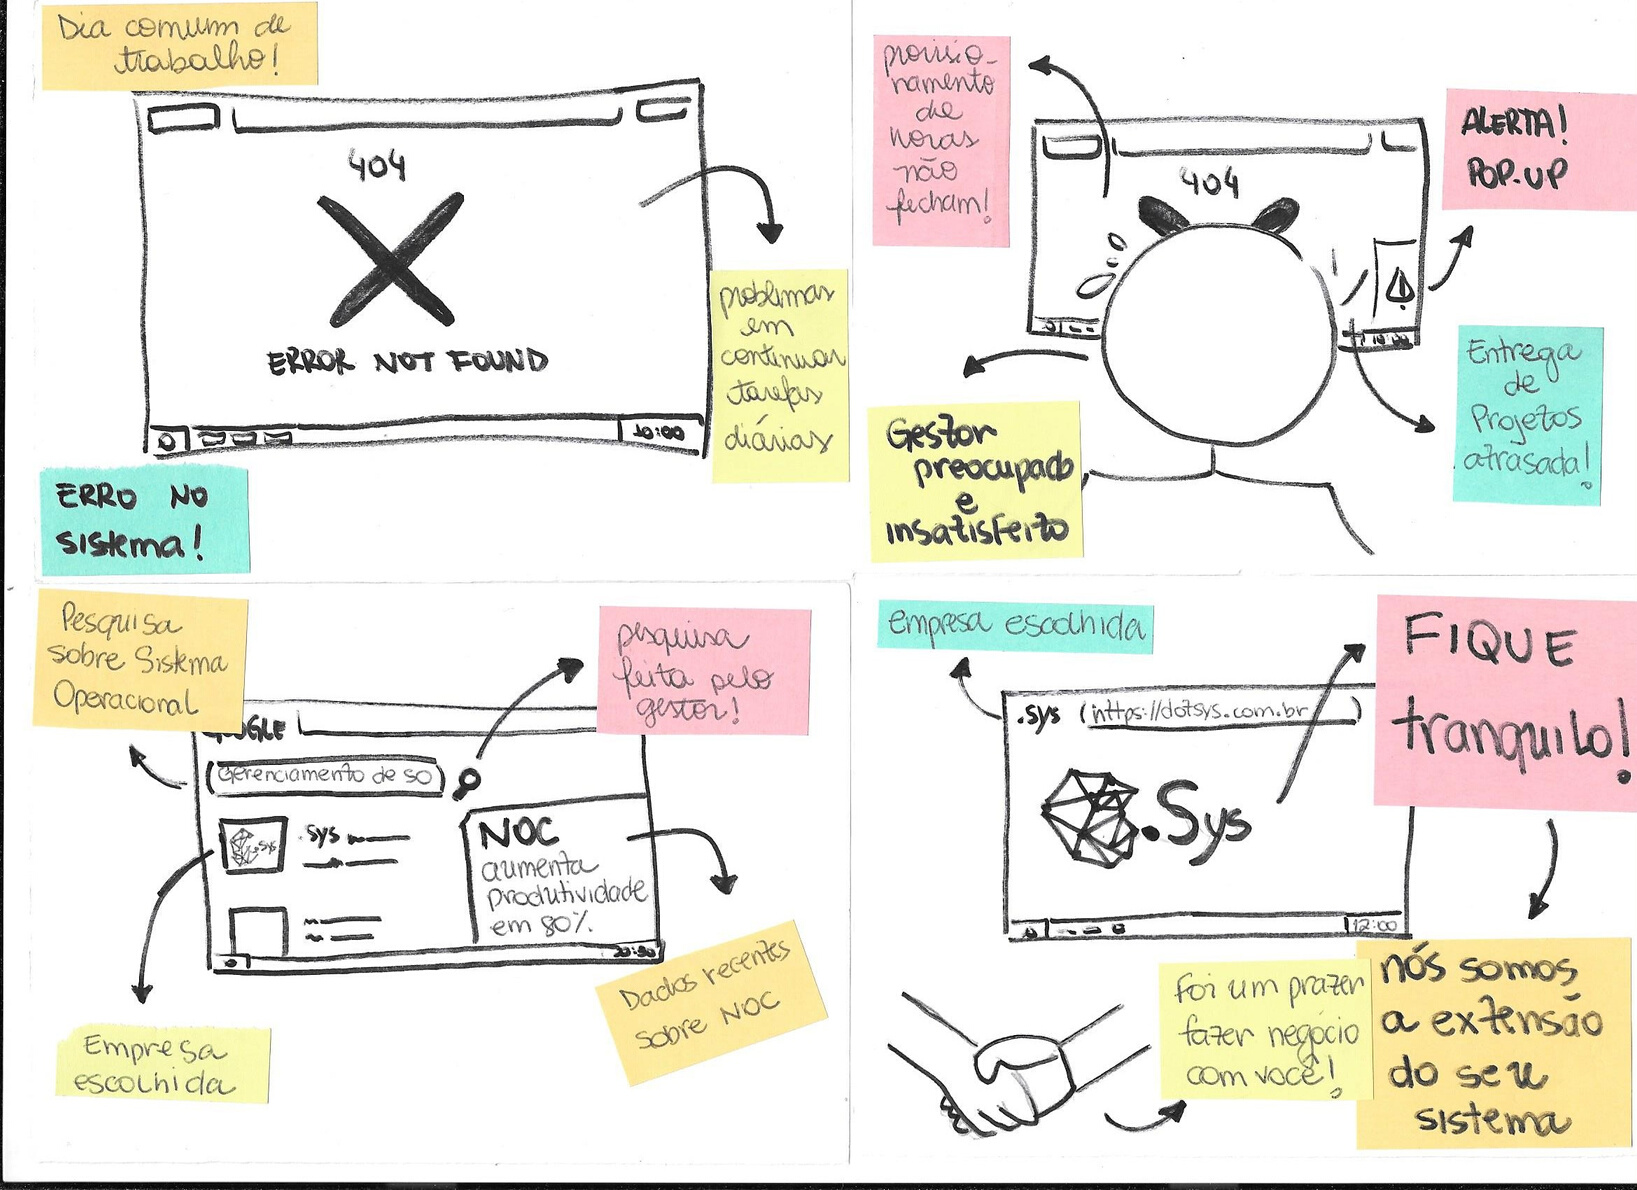 Dia comum de
trabalho!
404
ERROR NOT FOUND
10:00
problemas
em
continuar
tarefas
diárias
ERRO NO
sistema!
provisio-
namento
de
horas
não
fecham!
404
ALERTA!
POP-UP
Entrega
de
Projetos
atrasada!
Gestor
preocupado
e
insatisfeito
Pesquisa
sobre Sistema
Operacional
pesquisa
feita pelo
gestor!
GOOGLE
Gerenciamento de SO
.sys
.sys
NOC
aumenta
produtividade
em 80%.
Dados recentes
sobre NOC
Empresa
escolhida
empresa escolhida
FIQUE
tranquilo!
.sys
https://dotsys.com.br
.Sys
12:00
Foi um prazer
fazer negócio
com você!
nós somos
a extensão
do seu
sistema